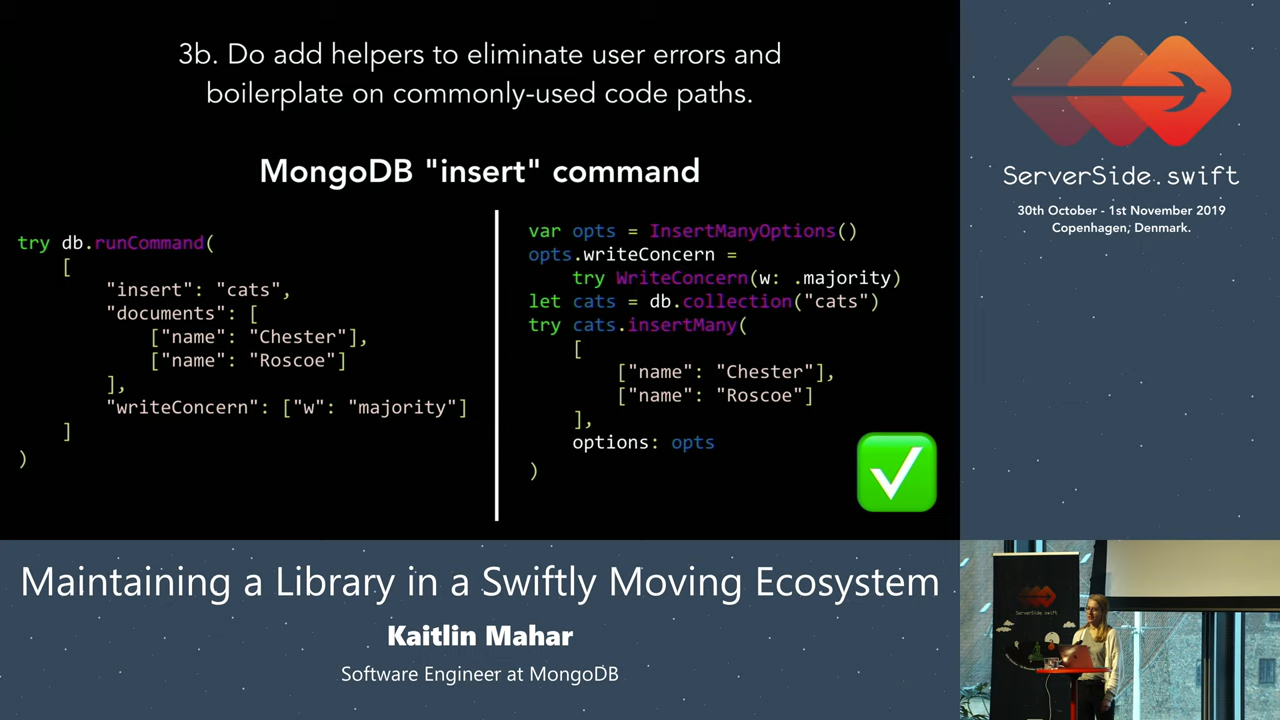 3b. Do add helpers to eliminate user errors and
boilerplate on commonly-used code paths.
MongoDB "insert" command
try db.runCommand(
[
"insert": "cats",
"documents": [
["name": "Chester"],
["name": "Roscoe"]
],
"writeConcern": ["w": "majority"]
]
)
var opts = InsertManyOptions()
opts.writeConcern =
try WriteConcern(w: .majority)
let cats = db.collection("cats")
try cats.insertMany(
[
["name": "Chester"],
["name": "Roscoe"]
],
options: opts
)
ServerSide.swift
30th October - 1st November 2019
Copenhagen, Denmark.
Maintaining a Library in a Swiftly Moving Ecosystem
Kaitlin Mahar
Software Engineer at MongoDB
ServerSide.swift